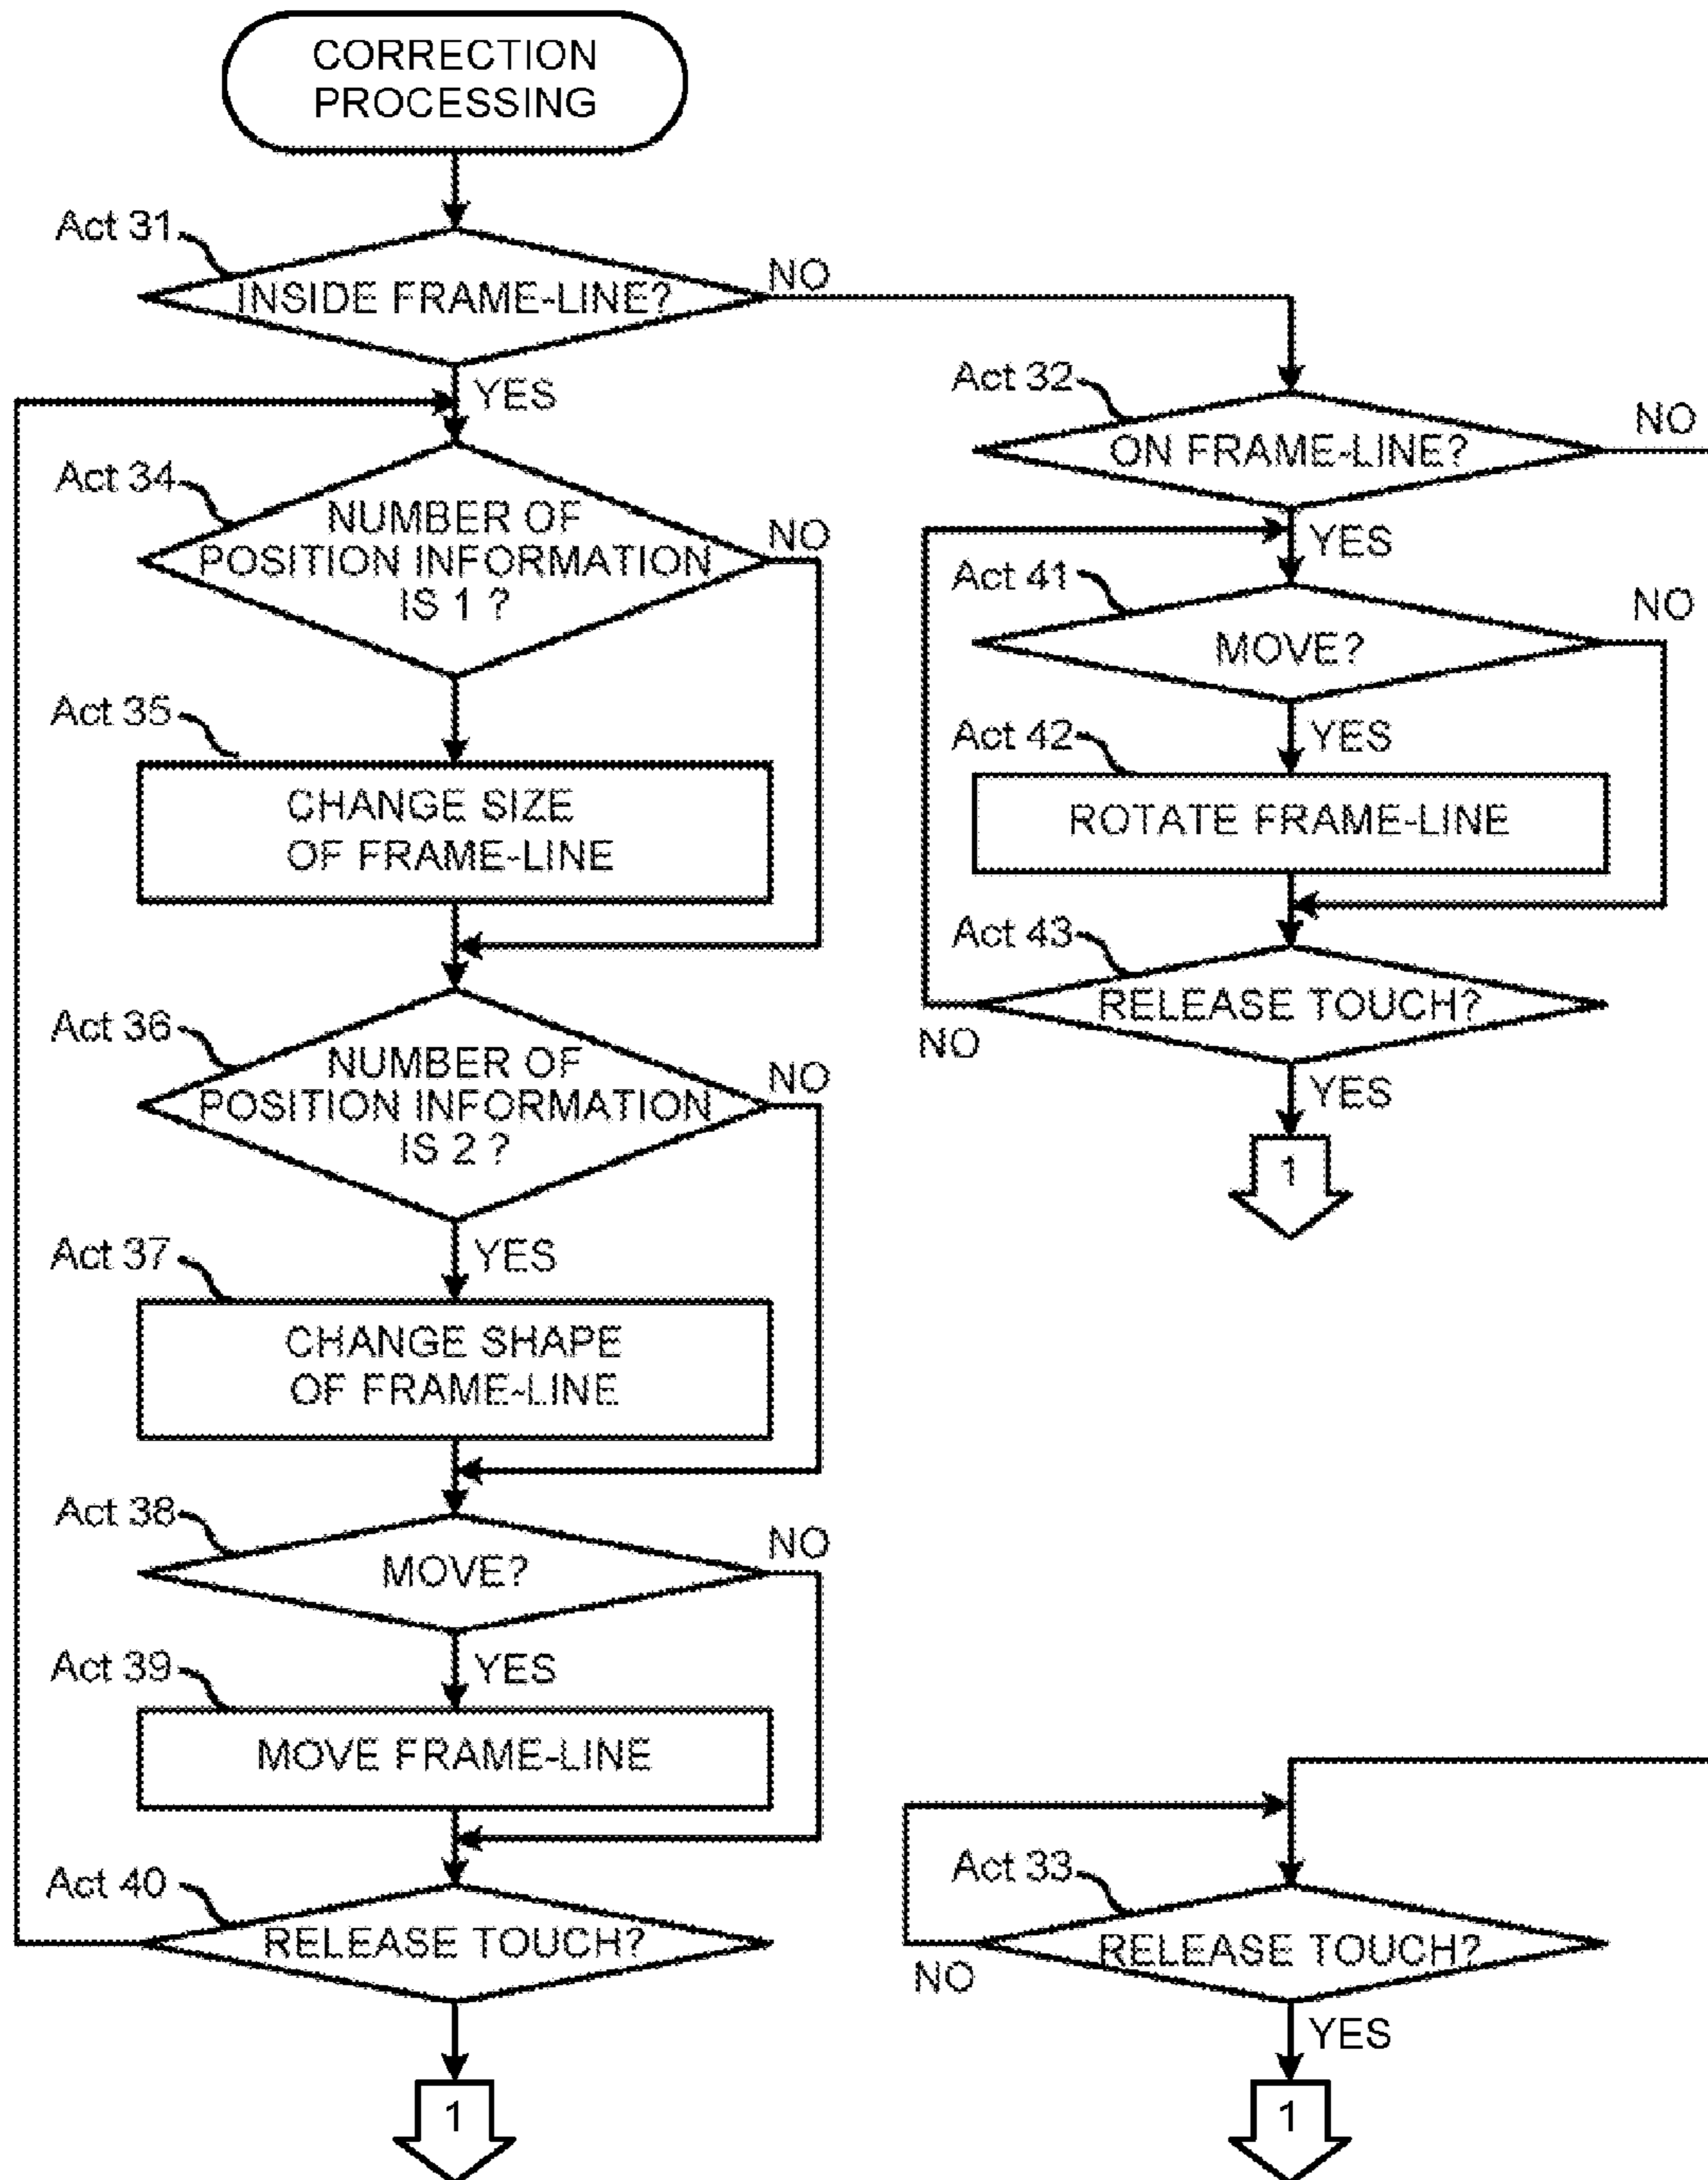 CORRECTION
PROCESSING
Act 31
INSIDE FRAME-LINE?
NO
YES
Act 34
NUMBER OF
POSITION INFORMATION
IS 1 ?
NO
Act 35
CHANGE SIZE
OF FRAME-LINE
Act 36
NUMBER OF
POSITION INFORMATION
IS 2 ?
NO
YES
Act 37
CHANGE SHAPE
OF FRAME-LINE
Act 38
MOVE?
NO
YES
Act 39
MOVE FRAME-LINE
Act 40
RELEASE TOUCH?
1
Act 32
ON FRAME-LINE?
NO
YES
Act 41
MOVE?
NO
YES
Act 42
ROTATE FRAME-LINE
Act 43
RELEASE TOUCH?
NO
YES
1
Act 33
RELEASE TOUCH?
NO
YES
1